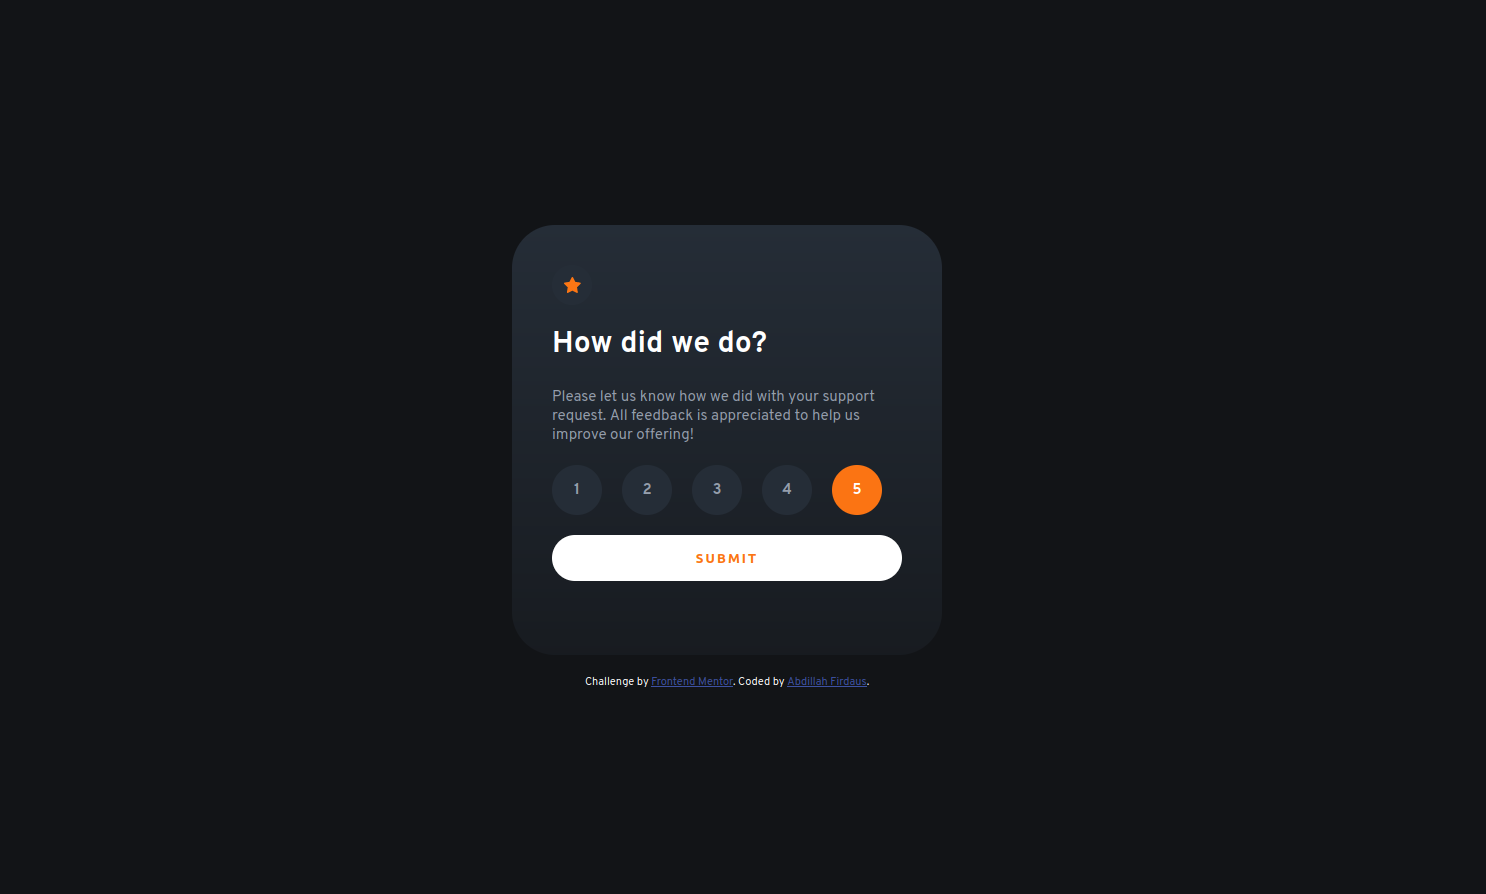 How did we do?
Please let us know how we did with your support
request. All feedback is appreciated to help us
improve our offering!
1 2 3 4 5
SUBMIT
Challenge by Frontend Mentor. Coded by Abdillah Firdaus.